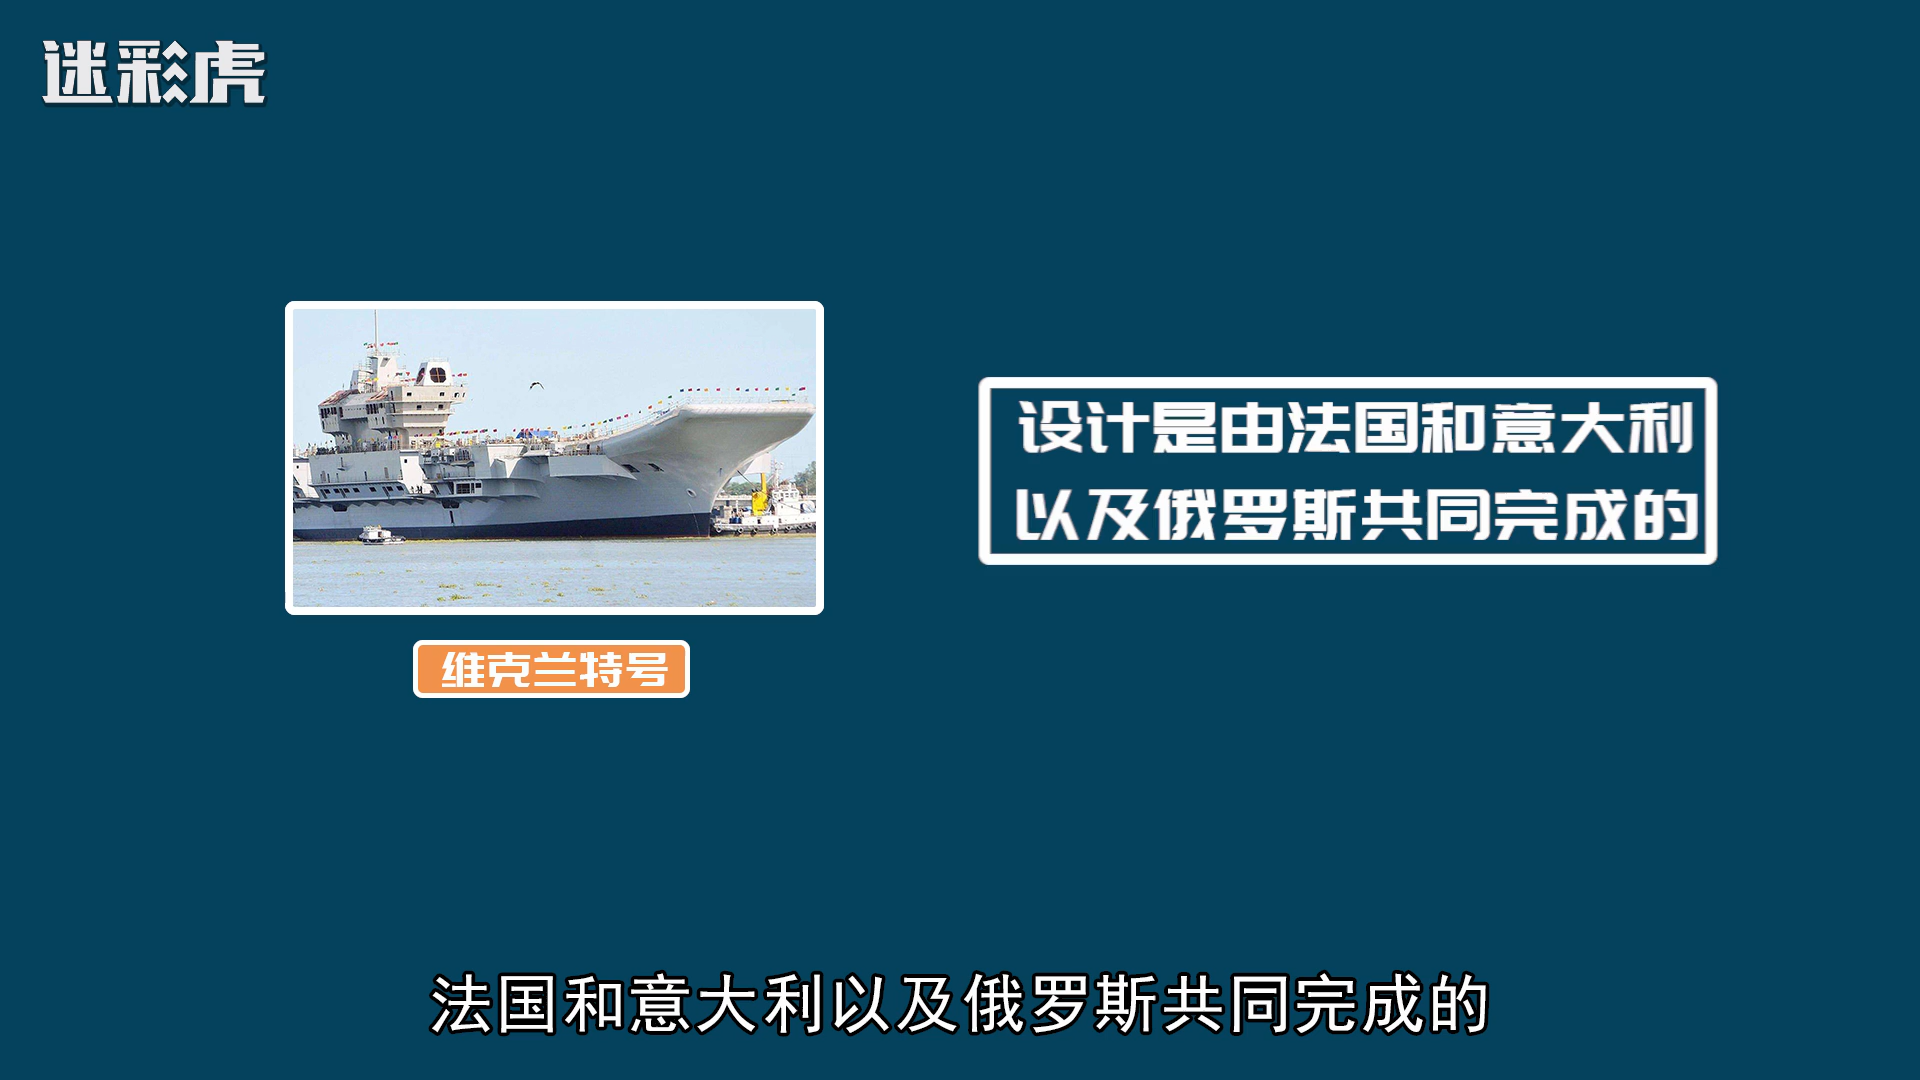 迷彩虎
设计是由法国和意大利
以及俄罗斯共同完成的
维克兰特号
法国和意大利以及俄罗斯共同完成的